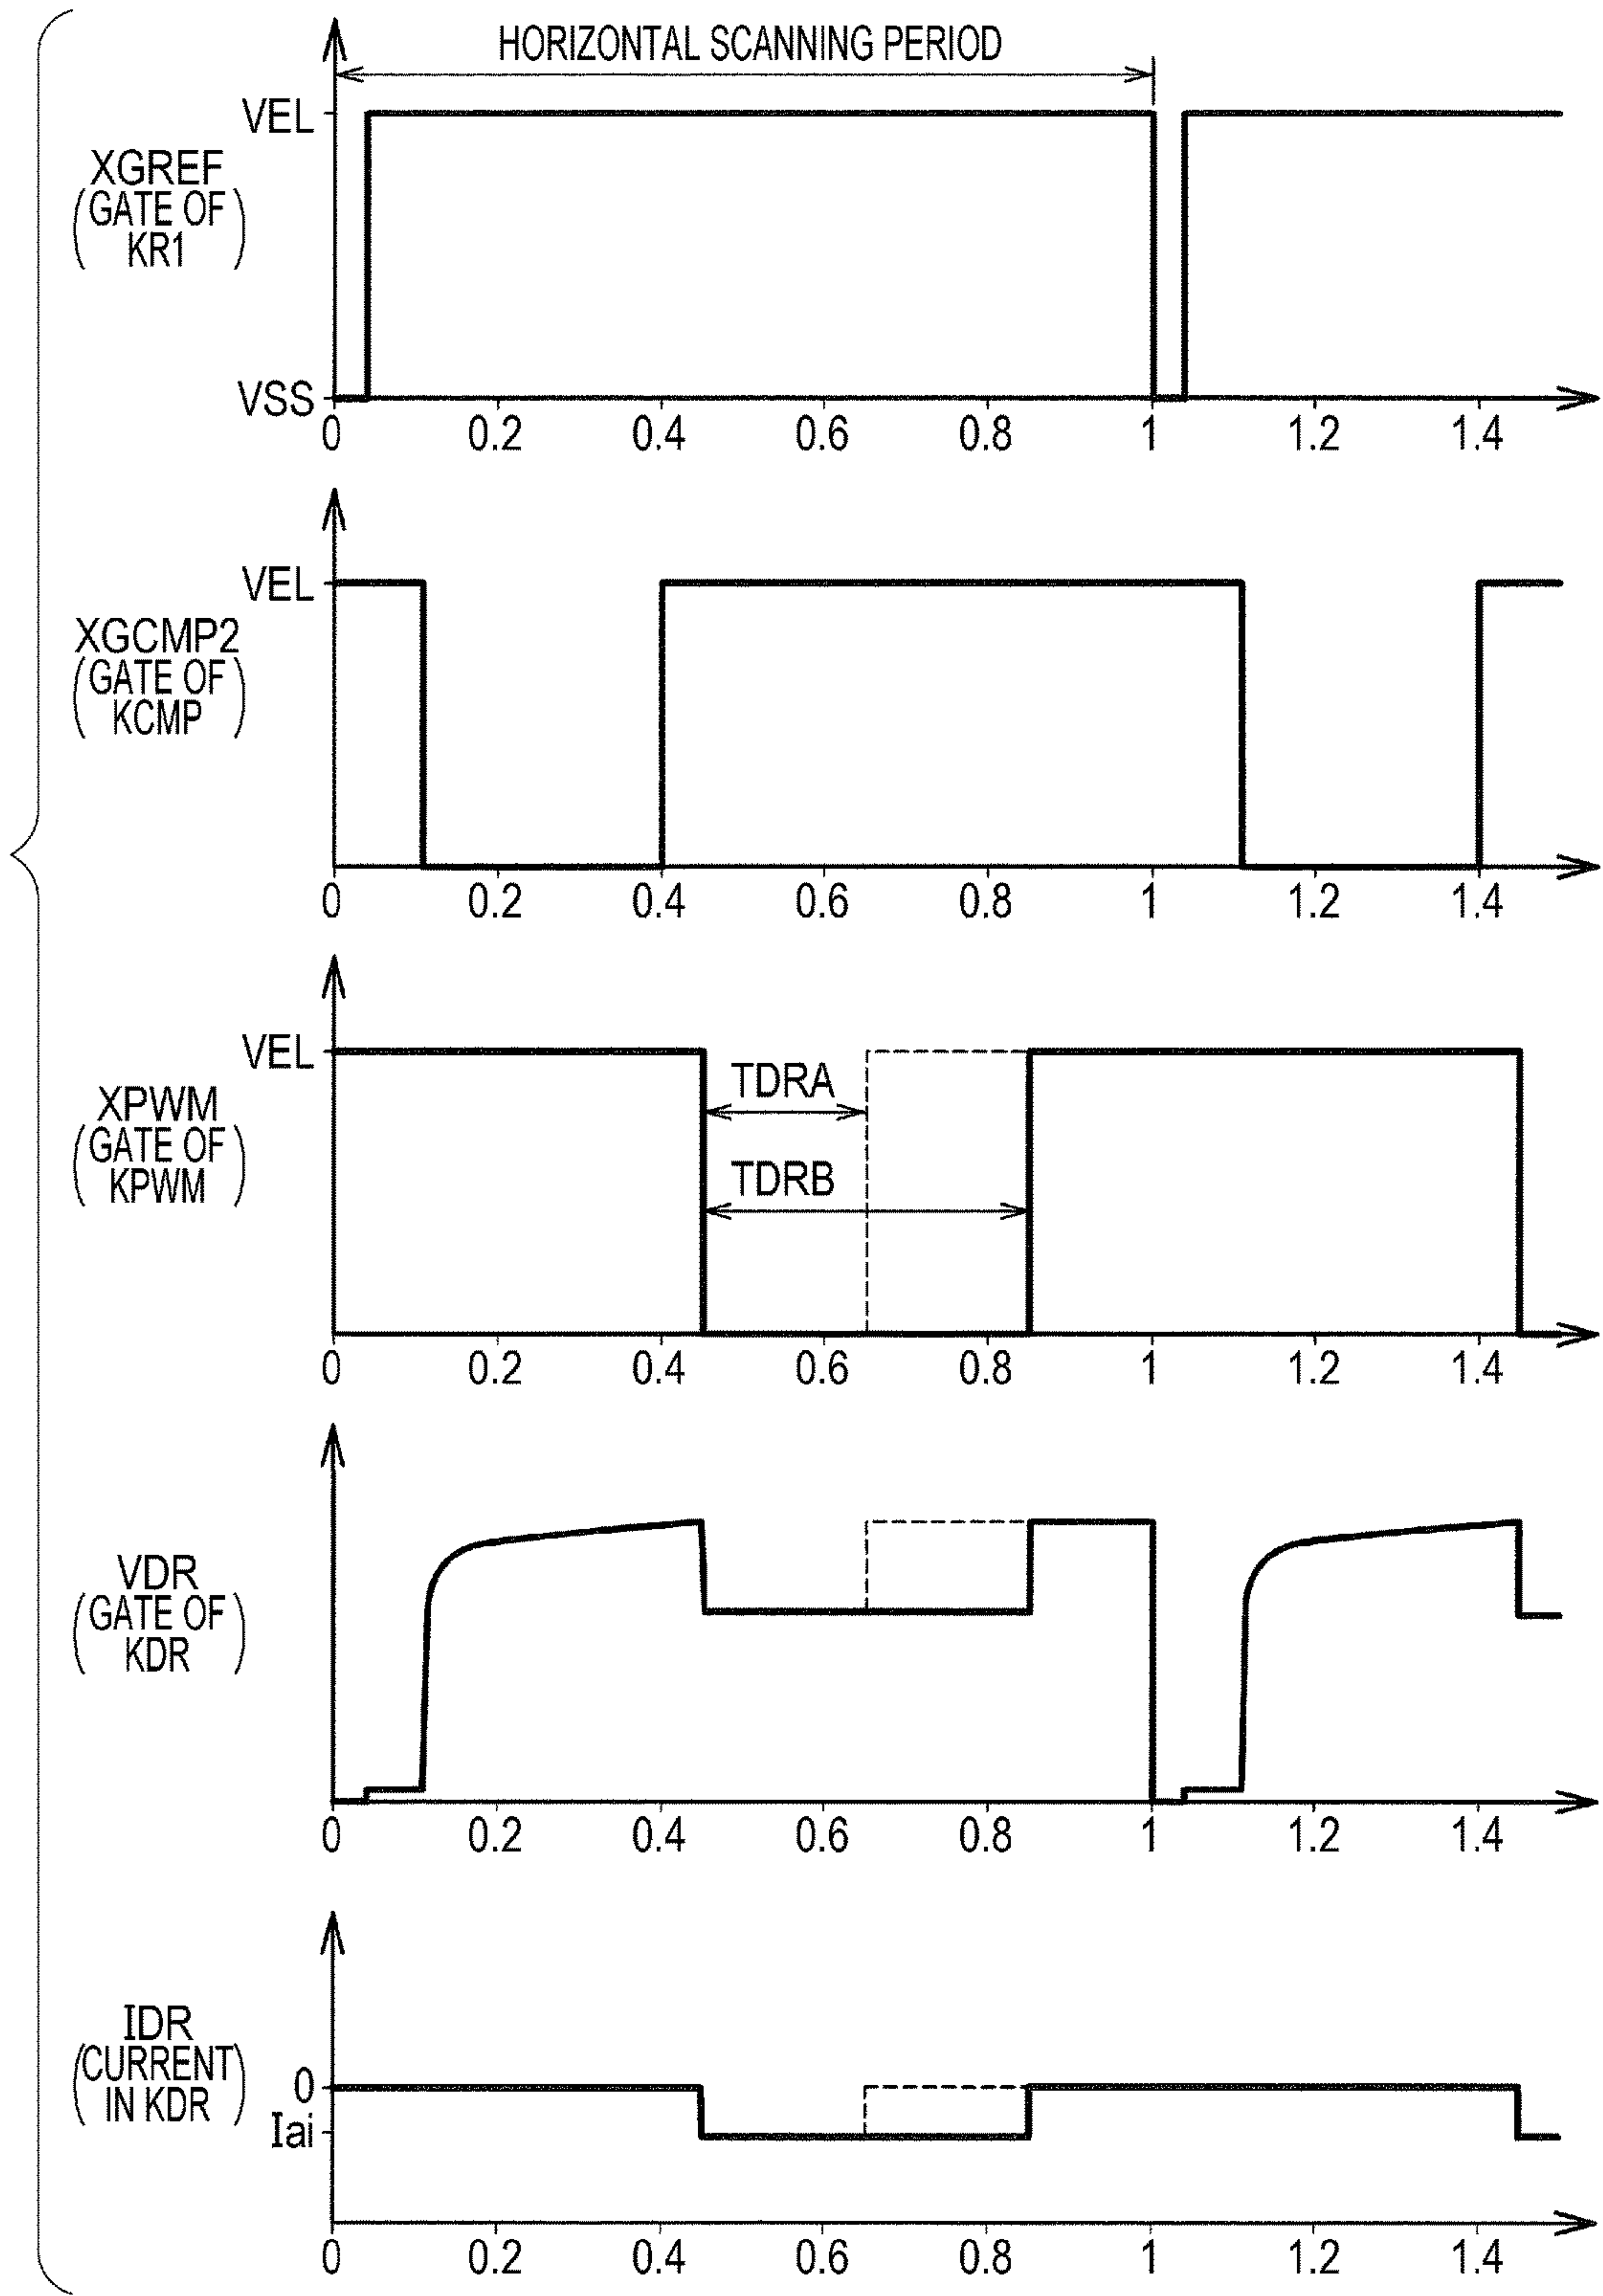 HORIZONTAL SCANNING PERIOD
VEL
XGREF
(GATE OF
KR1)
VSS
0 0.2 0.4 0.6 0.8 1 1.2 1.4
VEL
XGCMP2
(GATE OF
KCMP)
0 0.2 0.4 0.6 0.8 1 1.2 1.4
VEL
TDRA
XPWM
(GATE OF
KPWM)
TDRB
0 0.2 0.4 0.6 0.8 1 1.2 1.4
VDR
(GATE OF
KDR)
0 0.2 0.4 0.6 0.8 1 1.2 1.4
IDR
(CURRENT
IN KDR)
0
Iai
0 0.2 0.4 0.6 0.8 1 1.2 1.4